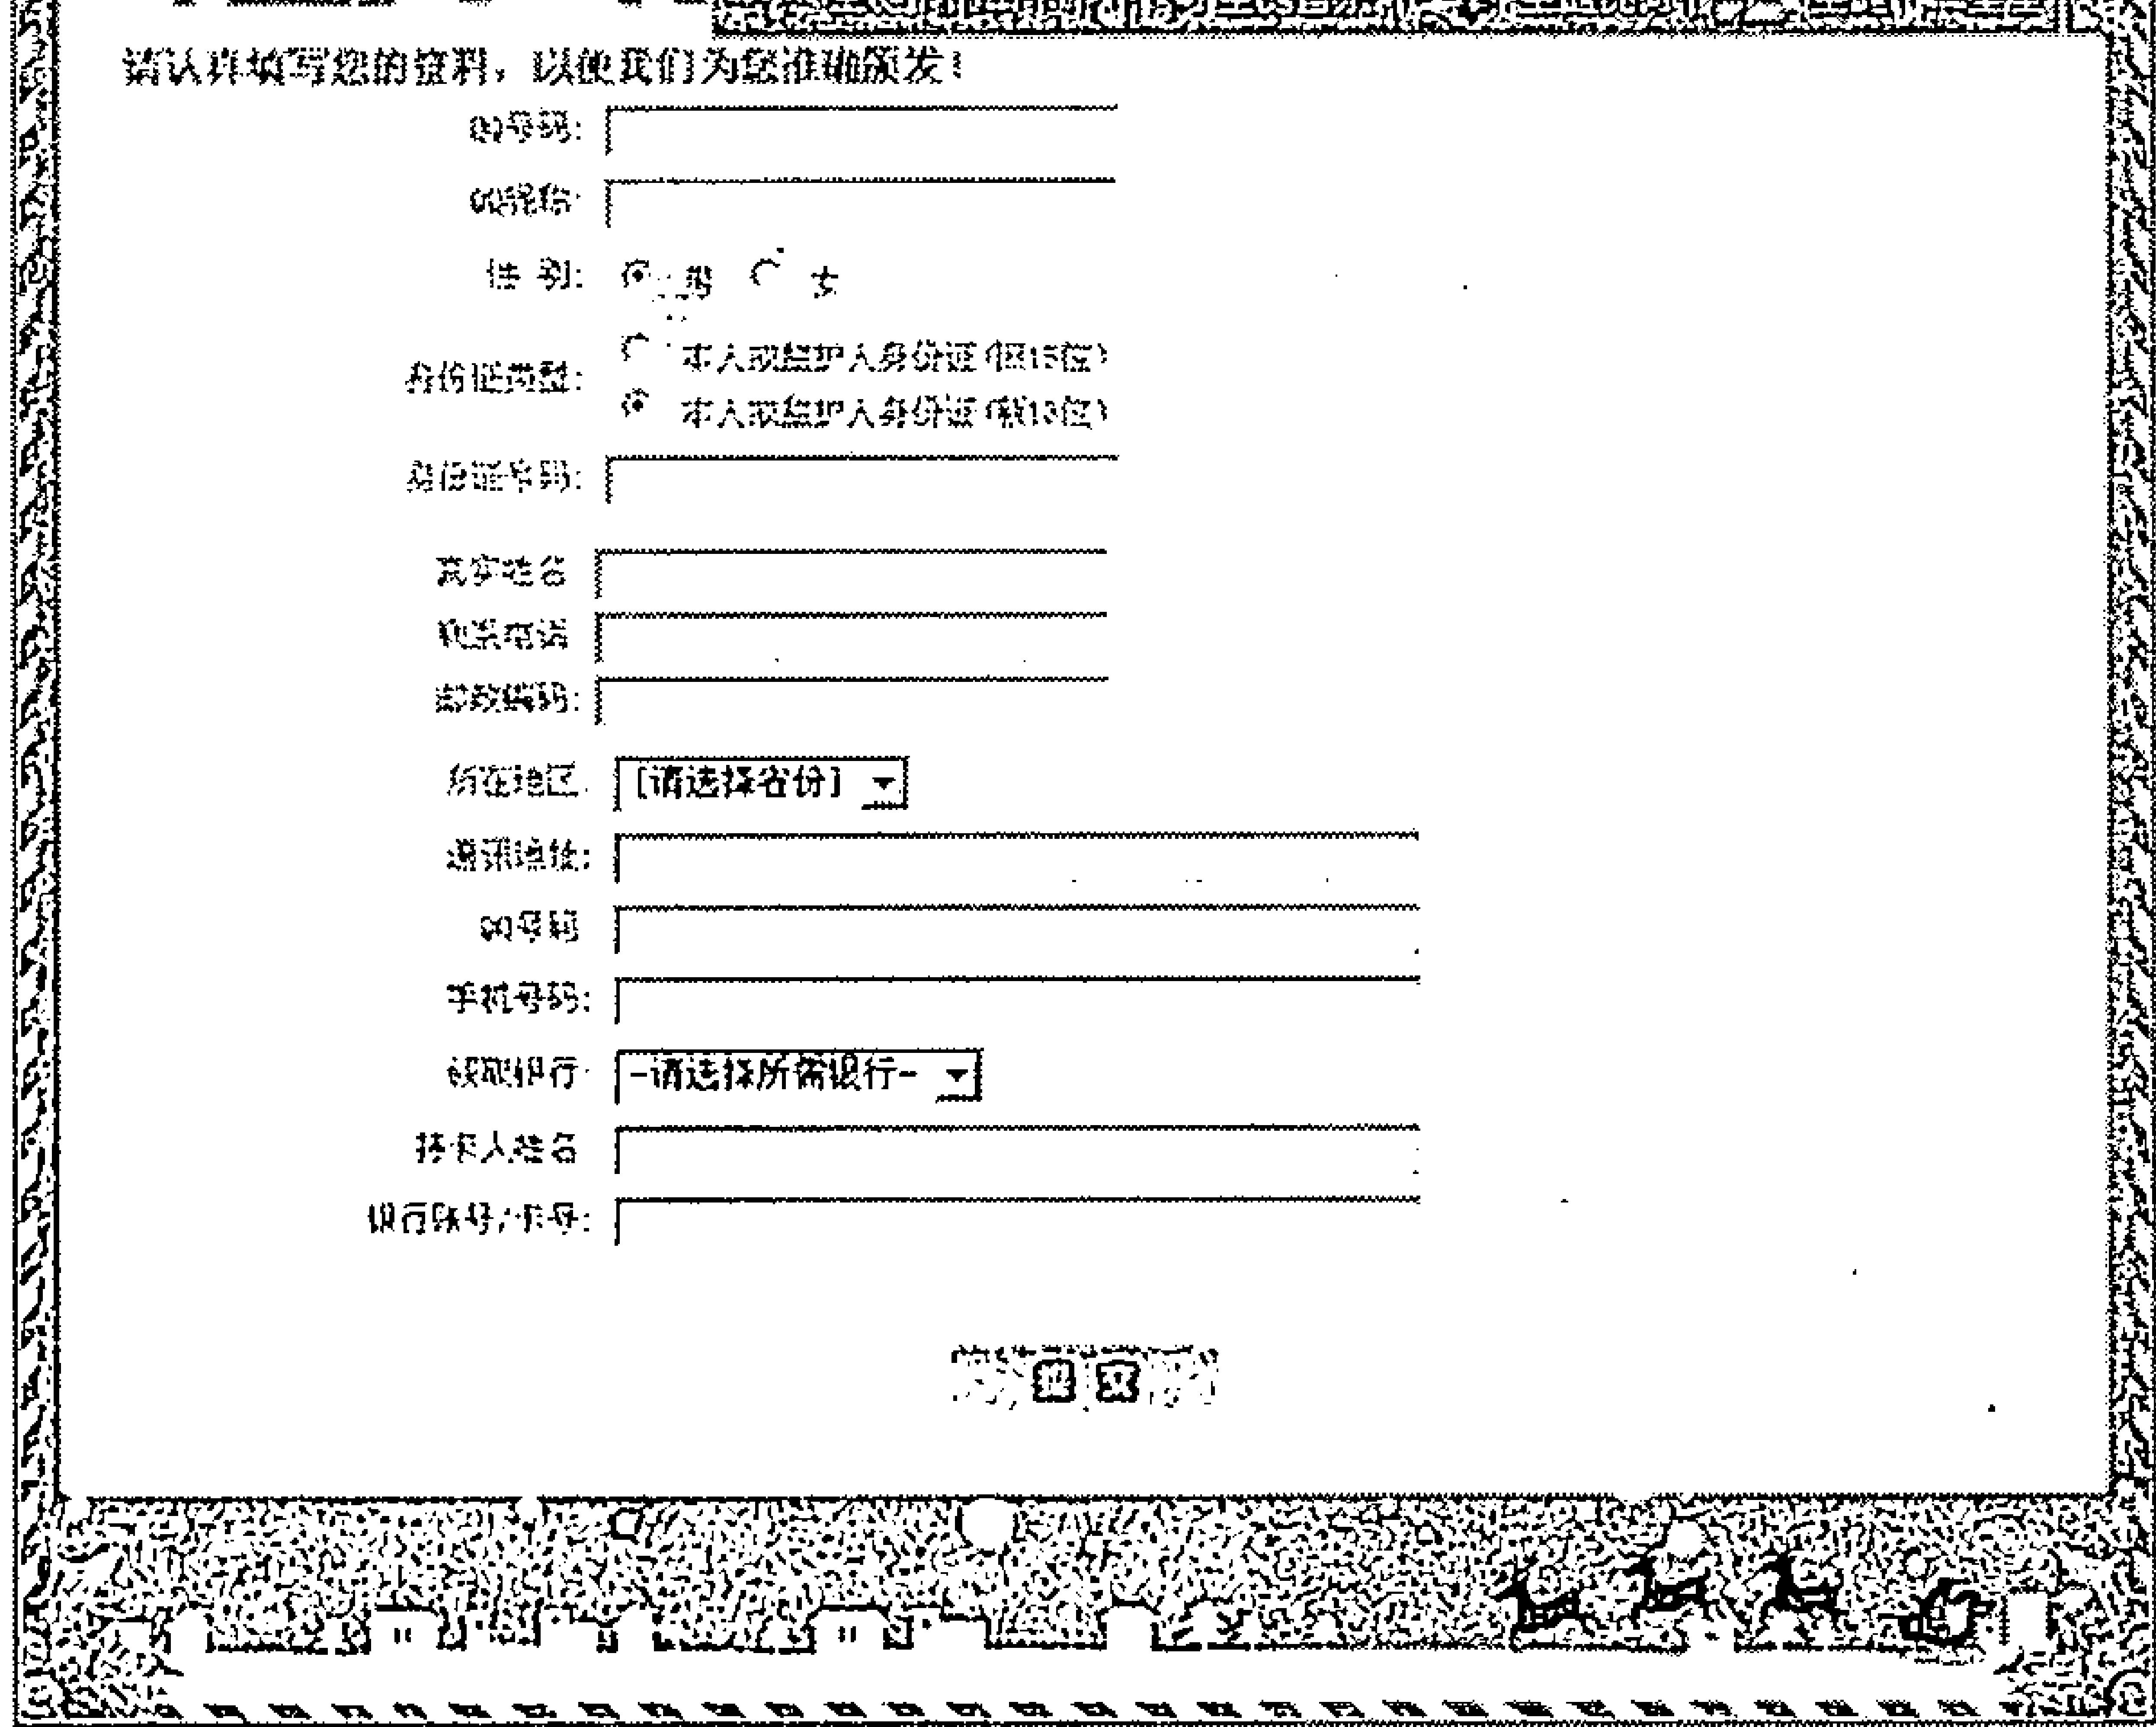 请认真填写您的资料，以便我们为您准确颁发！
QQ号码:
QQ昵称:
性 别: 男 女
本人或监护人身份证(旧15位)
身份证类型:
本人或监护人身份证(新18位)
身份证号码:
真实姓名
联系电话
邮政编码:
所在地区: [请选择省份]
通讯地址:
QQ号码
手机号码:
领取银行: -请选择所需银行-
持卡人姓名
银行账号/卡号:
提 交